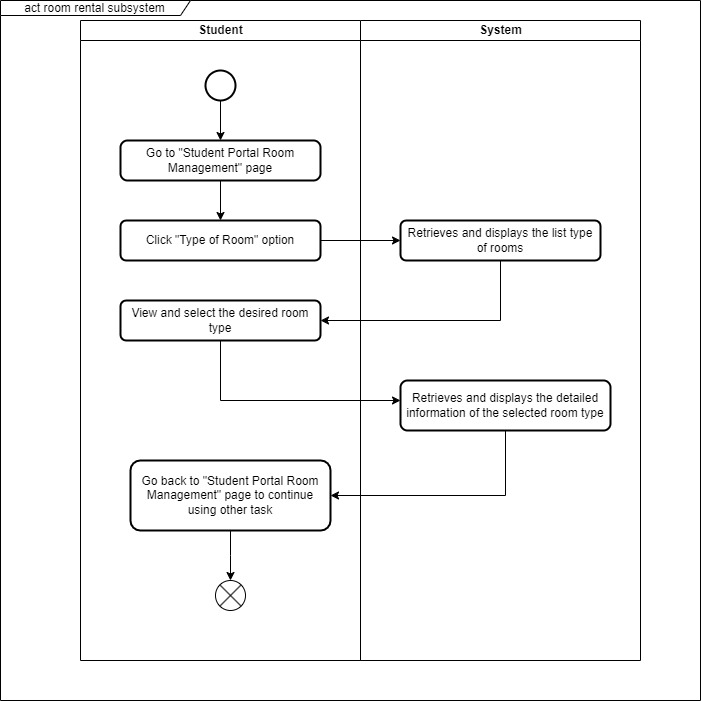 act room rental subsystem
Student
System
Go to "Student Portal Room
Management" page
Click "Type of Room" option
Retrieves and displays the list type
of rooms
View and select the desired room
type
Retrieves and displays the detailed
information of the selected room type
Go back to "Student Portal Room
Management" page to continue
using other task